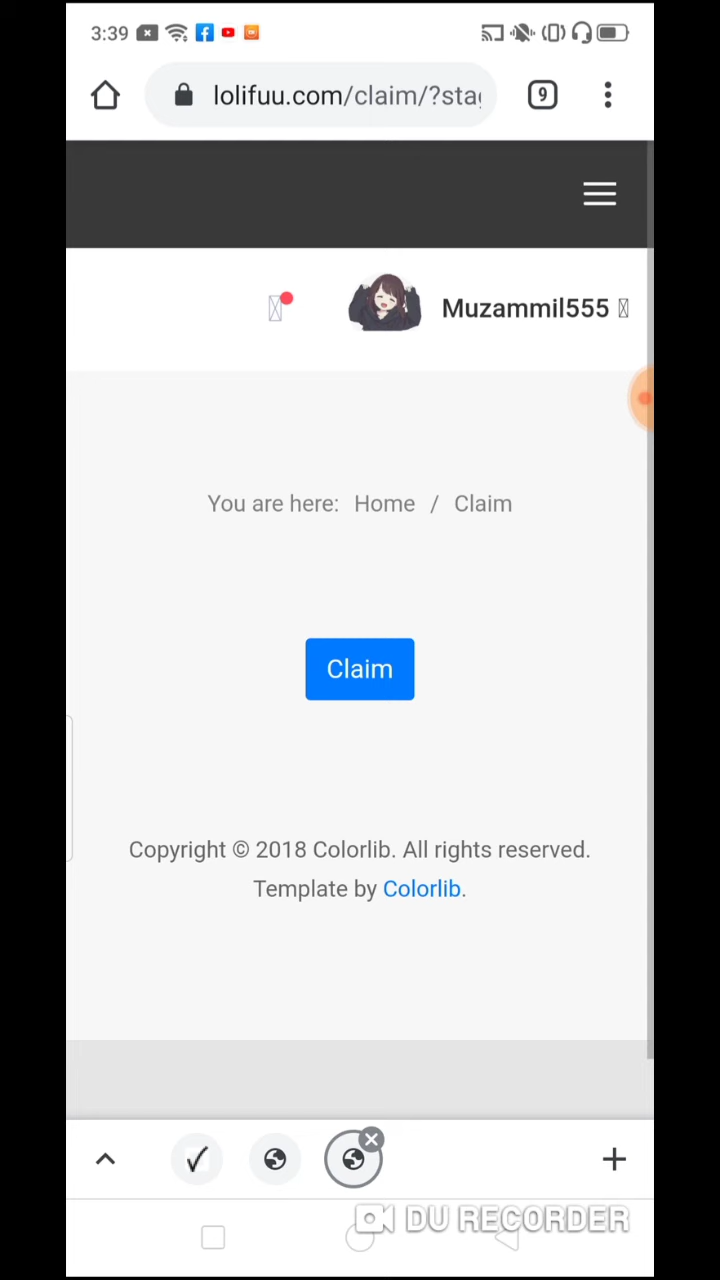 3:39
lolifuu.com/claim/?sta
9
Muzammil555
You are here: Home / Claim
Claim
Copyright © 2018 Colorlib. All rights reserved.
Template by Colorlib.
DU RECORDER